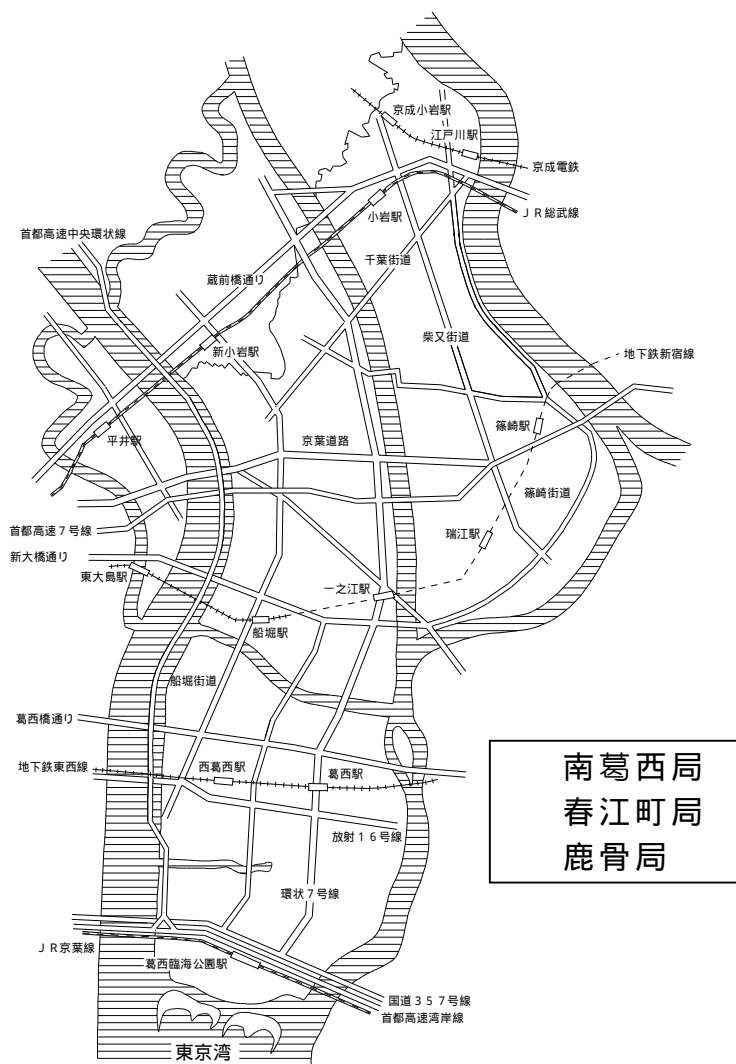 京成小岩駅
江戸川駅
京成電鉄
小岩駅
ＪＲ総武線
首都高速中央環状線
千葉街道
蔵前橋通り
柴又街道
新小岩駅
地下鉄新宿線
篠崎駅
平井駅
京葉道路
篠崎街道
首都高速７号線
瑞江駅
新大橋通り
東大島駅
一之江駅
船堀駅
船堀街道
葛西橋通り
地下鉄東西線
西葛西駅
葛西駅
南葛西局
春江町局
鹿骨局
放射１６号線
環状７号線
ＪＲ京葉線
葛西臨海公園駅
国道３５７号線
首都高速湾岸線
東京湾